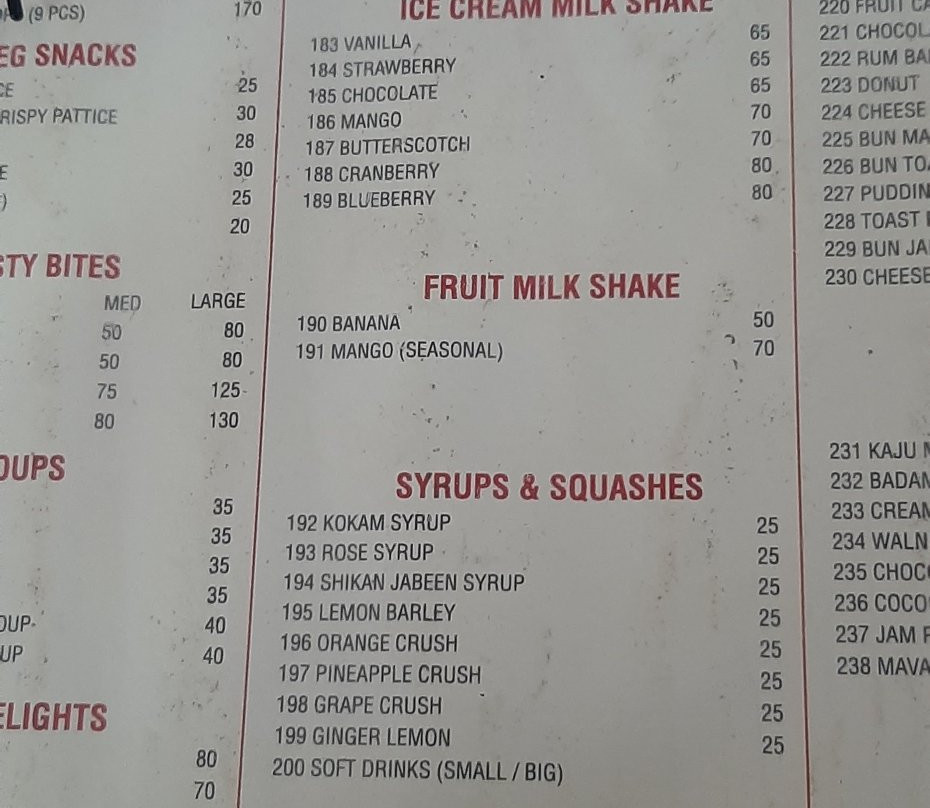 (9 PCS) 170
EG SNACKS
CE 25
RISPY PATTICE 30
28
E 30
) 25
20
STY BITES
MED LARGE
50 80
50 80
75 125
80 130
OUPS
35
35
35
35
OUP 40
UP 40
ELIGHTS
80
70
ICE CREAM MILK SHAKE
183 VANILLA 65
184 STRAWBERRY 65
185 CHOCOLATE 65
186 MANGO 70
187 BUTTERSCOTCH 70
188 CRANBERRY 80
189 BLUEBERRY 80
FRUIT MILK SHAKE
190 BANANA 50
191 MANGO (SEASONAL) 70
SYRUPS & SQUASHES
192 KOKAM SYRUP 25
193 ROSE SYRUP 25
194 SHIKAN JABEEN SYRUP 25
195 LEMON BARLEY 25
196 ORANGE CRUSH 25
197 PINEAPPLE CRUSH 25
198 GRAPE CRUSH 25
199 GINGER LEMON 25
200 SOFT DRINKS (SMALL / BIG)
220 FRUIT CA
221 CHOCOL
222 RUM BA
223 DONUT
224 CHEESE
225 BUN MA
226 BUN TO
227 PUDDIN
228 TOAST
229 BUN JA
230 CHEESE
231 KAJU
232 BADAM
233 CREAM
234 WALN
235 CHOC
236 COCO
237 JAM
238 MAVA